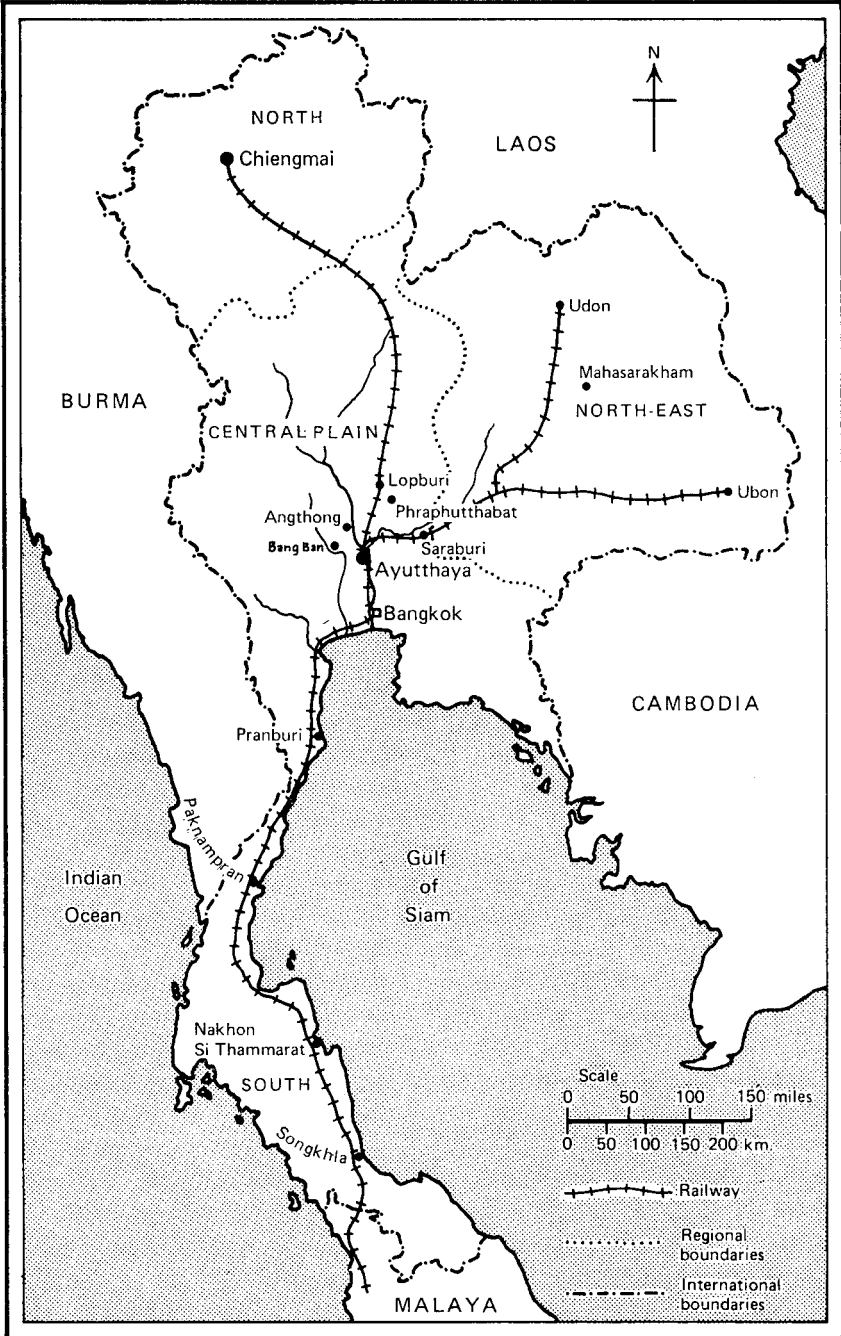 N
NORTH
LAOS
Chiengmai
Udon
Mahasarakham
NORTH-EAST
BURMA
CENTRAL PLAIN
Lopburi
Ubon
Phraphutthabat
Angthong
Bang Ban
Saraburi
Ayutthaya
Bangkok
CAMBODIA
Pranburi
Paknampran
Gulf
of
Siam
Indian
Ocean
Nakhon
Si Thammarat
SOUTH
Songkhla
MALAYA
Scale
0 50 100 150 miles
0 50 100 150 200 km.
Railway
Regional
boundaries
International
boundaries